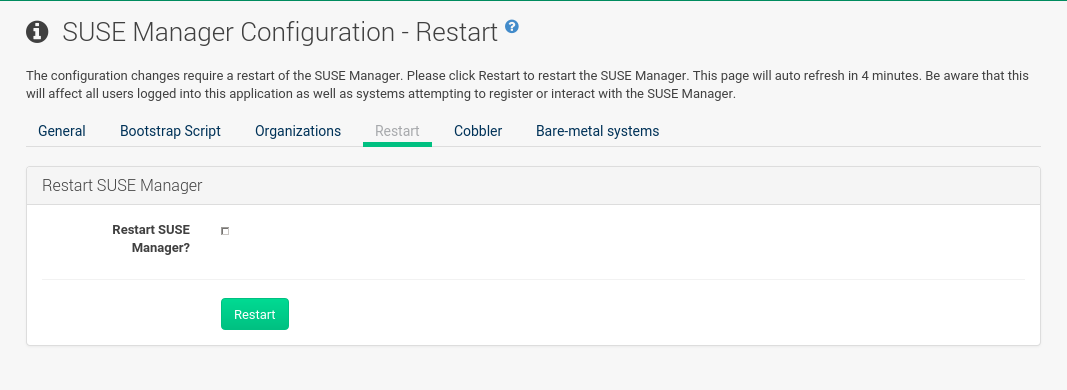 SUSE Manager Configuration - Restart ?
The configuration changes require a restart of the SUSE Manager. Please click Restart to restart the SUSE Manager. This page will auto refresh in 4 minutes. Be aware that this
will affect all users logged into this application as well as systems attempting to register or interact with the SUSE Manager.
General Bootstrap Script Organizations Restart Cobbler Bare-metal systems
Restart SUSE Manager
Restart SUSE
Manager?
Restart